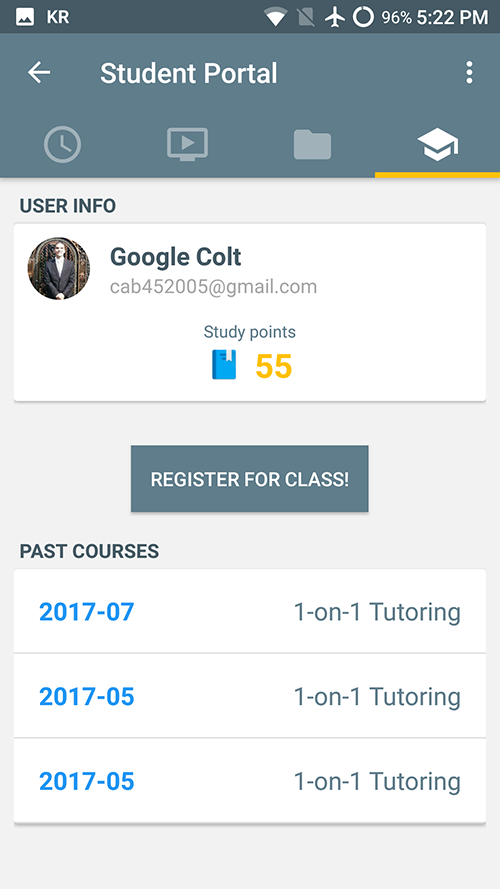 KR 96% 5:22 PM
Student Portal
USER INFO
Google Colt
cab452005@gmail.com
Study points
55
REGISTER FOR CLASS!
PAST COURSES
2017-07 1-on-1 Tutoring
2017-05 1-on-1 Tutoring
2017-05 1-on-1 Tutoring